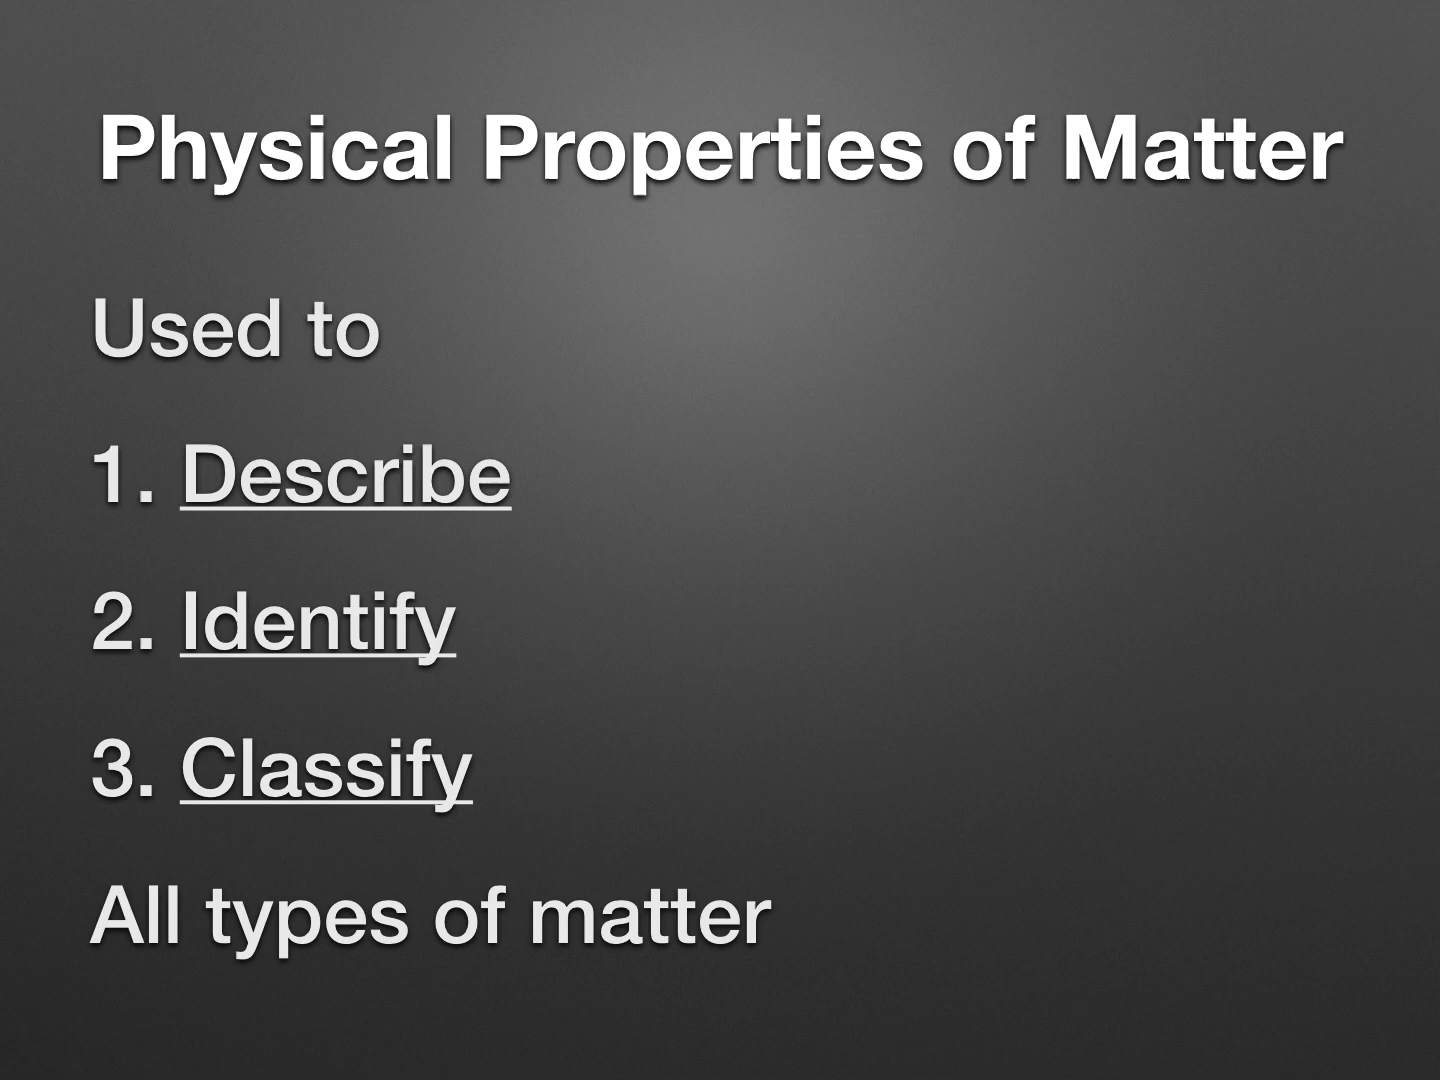 Physical Properties of Matter
Used to
1. Describe
2. Identify
3. Classify
All types of matter